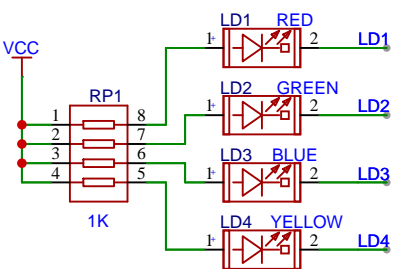 LD1 RED
1+ 2 LD1
VCC
LD2 GREEN
RP1
1+ 2 LD2
1 8
2 7
3 6
4 5
LD3 BLUE
1+ 2 LD3
1K
LD4 YELLOW
1+ 2 LD4